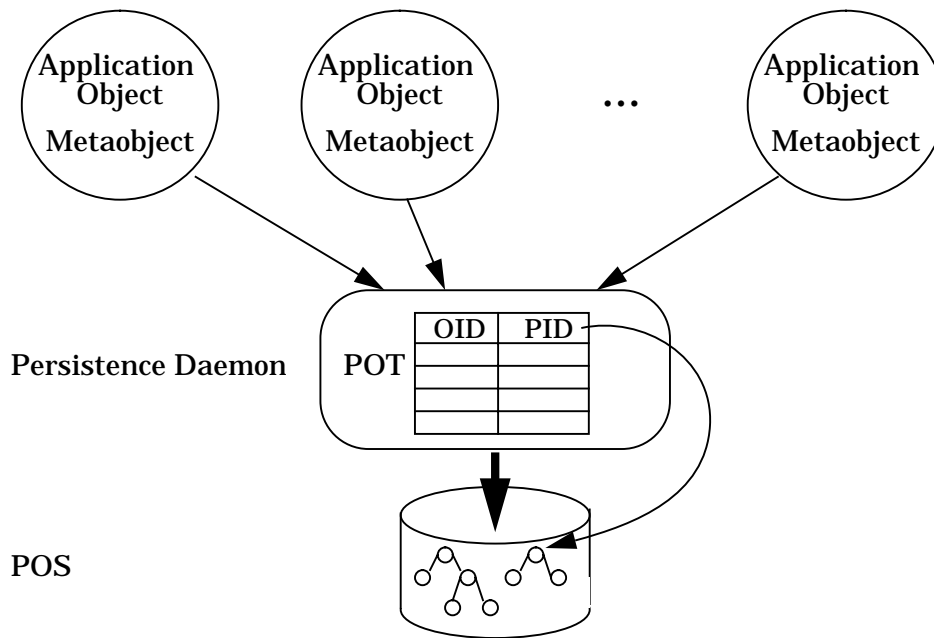 Application
Object
Metaobject
Application
Object
Metaobject
...
Application
Object
Metaobject
OID PID
Persistence Daemon POT
POS